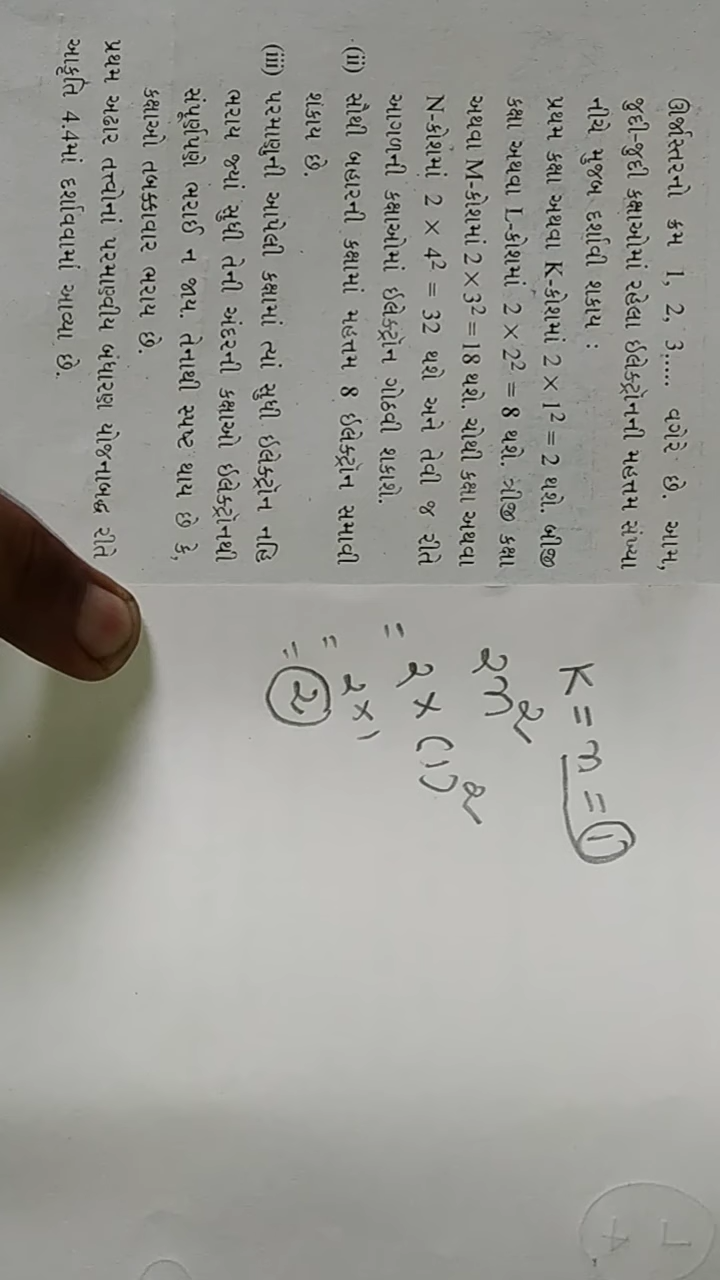 ઊર્જાસ્તરનો ક્રમ 1, 2, 3..... વગેરે છે. આમ,
જુદી-જુદી કક્ષાઓમાં રહેલા ઇલેક્ટ્રોનની મહત્તમ સંખ્યા
નીચે મુજબ દર્શાવી શકાય :
પ્રથમ કક્ષા અથવા K-કોશમાં 2 × 1² = 2 થશે. બીજી
કક્ષા અથવા L-કોશમાં 2 × 2² = 8 થશે. ત્રીજી કક્ષા
અથવા M-કોશમાં 2 × 3² = 18 થશે. ચોથી કક્ષા અથવા
N-કોશમાં 2 × 4² = 32 થશે અને તેવી જ રીતે
આગળની કક્ષાઓમાં ઇલેક્ટ્રોન ગોઠવી શકાશે.
(ii) સૌથી બહારની કક્ષામાં મહત્તમ 8 ઇલેક્ટ્રોન સમાવી
શકાય છે.
(iii) પરમાણુની આપેલી કક્ષામાં ત્યાં સુધી ઇલેક્ટ્રોન નહિ
ભરાય જ્યાં સુધી તેની અંદરની કક્ષાઓ ઇલેક્ટ્રોનથી
સંપૂર્ણપણે ભરાઈ ન જાય. તેનાથી સ્પષ્ટ થાય છે કે,
કક્ષાઓ તબક્કાવાર ભરાય છે.
પ્રથમ અઢાર તત્ત્વોનાં પરમાણ્વીય બંધારણ યોજનાબદ્ધ રીતે
આકૃતિ 4.4માં દર્શાવવામાં આવ્યા છે.
K = n = 1
2n²
= 2 × (1)²
= 2 × 1
= 2